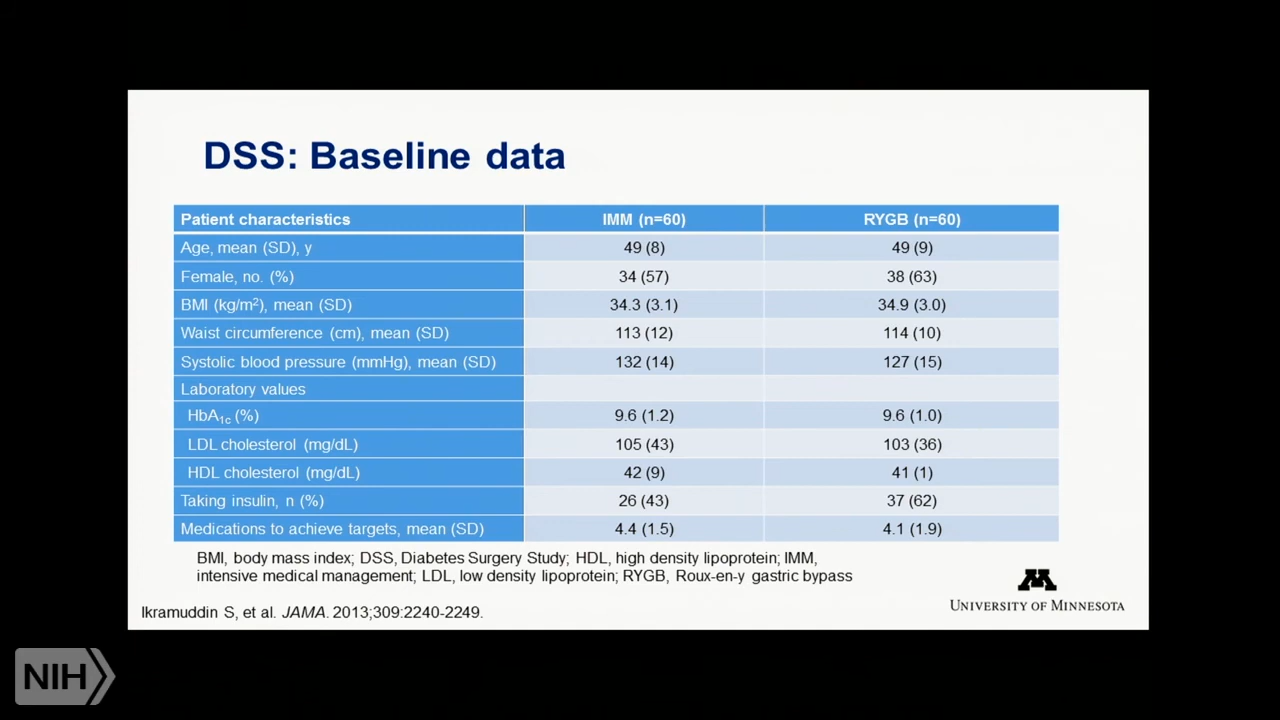 DSS: Baseline data
Patient characteristics IMM (n=60) RYGB (n=60)
Age, mean (SD), y 49 (8) 49 (9)
Female, no. (%) 34 (57) 38 (63)
BMI (kg/m²), mean (SD) 34.3 (3.1) 34.9 (3.0)
Waist circumference (cm), mean (SD) 113 (12) 114 (10)
Systolic blood pressure (mmHg), mean (SD) 132 (14) 127 (15)
Laboratory values
HbA1c (%) 9.6 (1.2) 9.6 (1.0)
LDL cholesterol (mg/dL) 105 (43) 103 (36)
HDL cholesterol (mg/dL) 42 (9) 41 (1)
Taking insulin, n (%) 26 (43) 37 (62)
Medications to achieve targets, mean (SD) 4.4 (1.5) 4.1 (1.9)
BMI, body mass index; DSS, Diabetes Surgery Study; HDL, high density lipoprotein; IMM,
intensive medical management; LDL, low density lipoprotein; RYGB, Roux-en-y gastric bypass
M
University of Minnesota
Ikramuddin S, et al. JAMA. 2013;309:2240-2249.
NIH